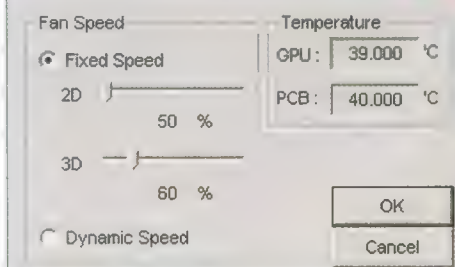 Fan Speed
Fixed Speed
2D
50 %
3D
60 %
Dynamic Speed
Temperature
GPU : 39.000 °C
PCB : 40.000 °C
OK
Cancel